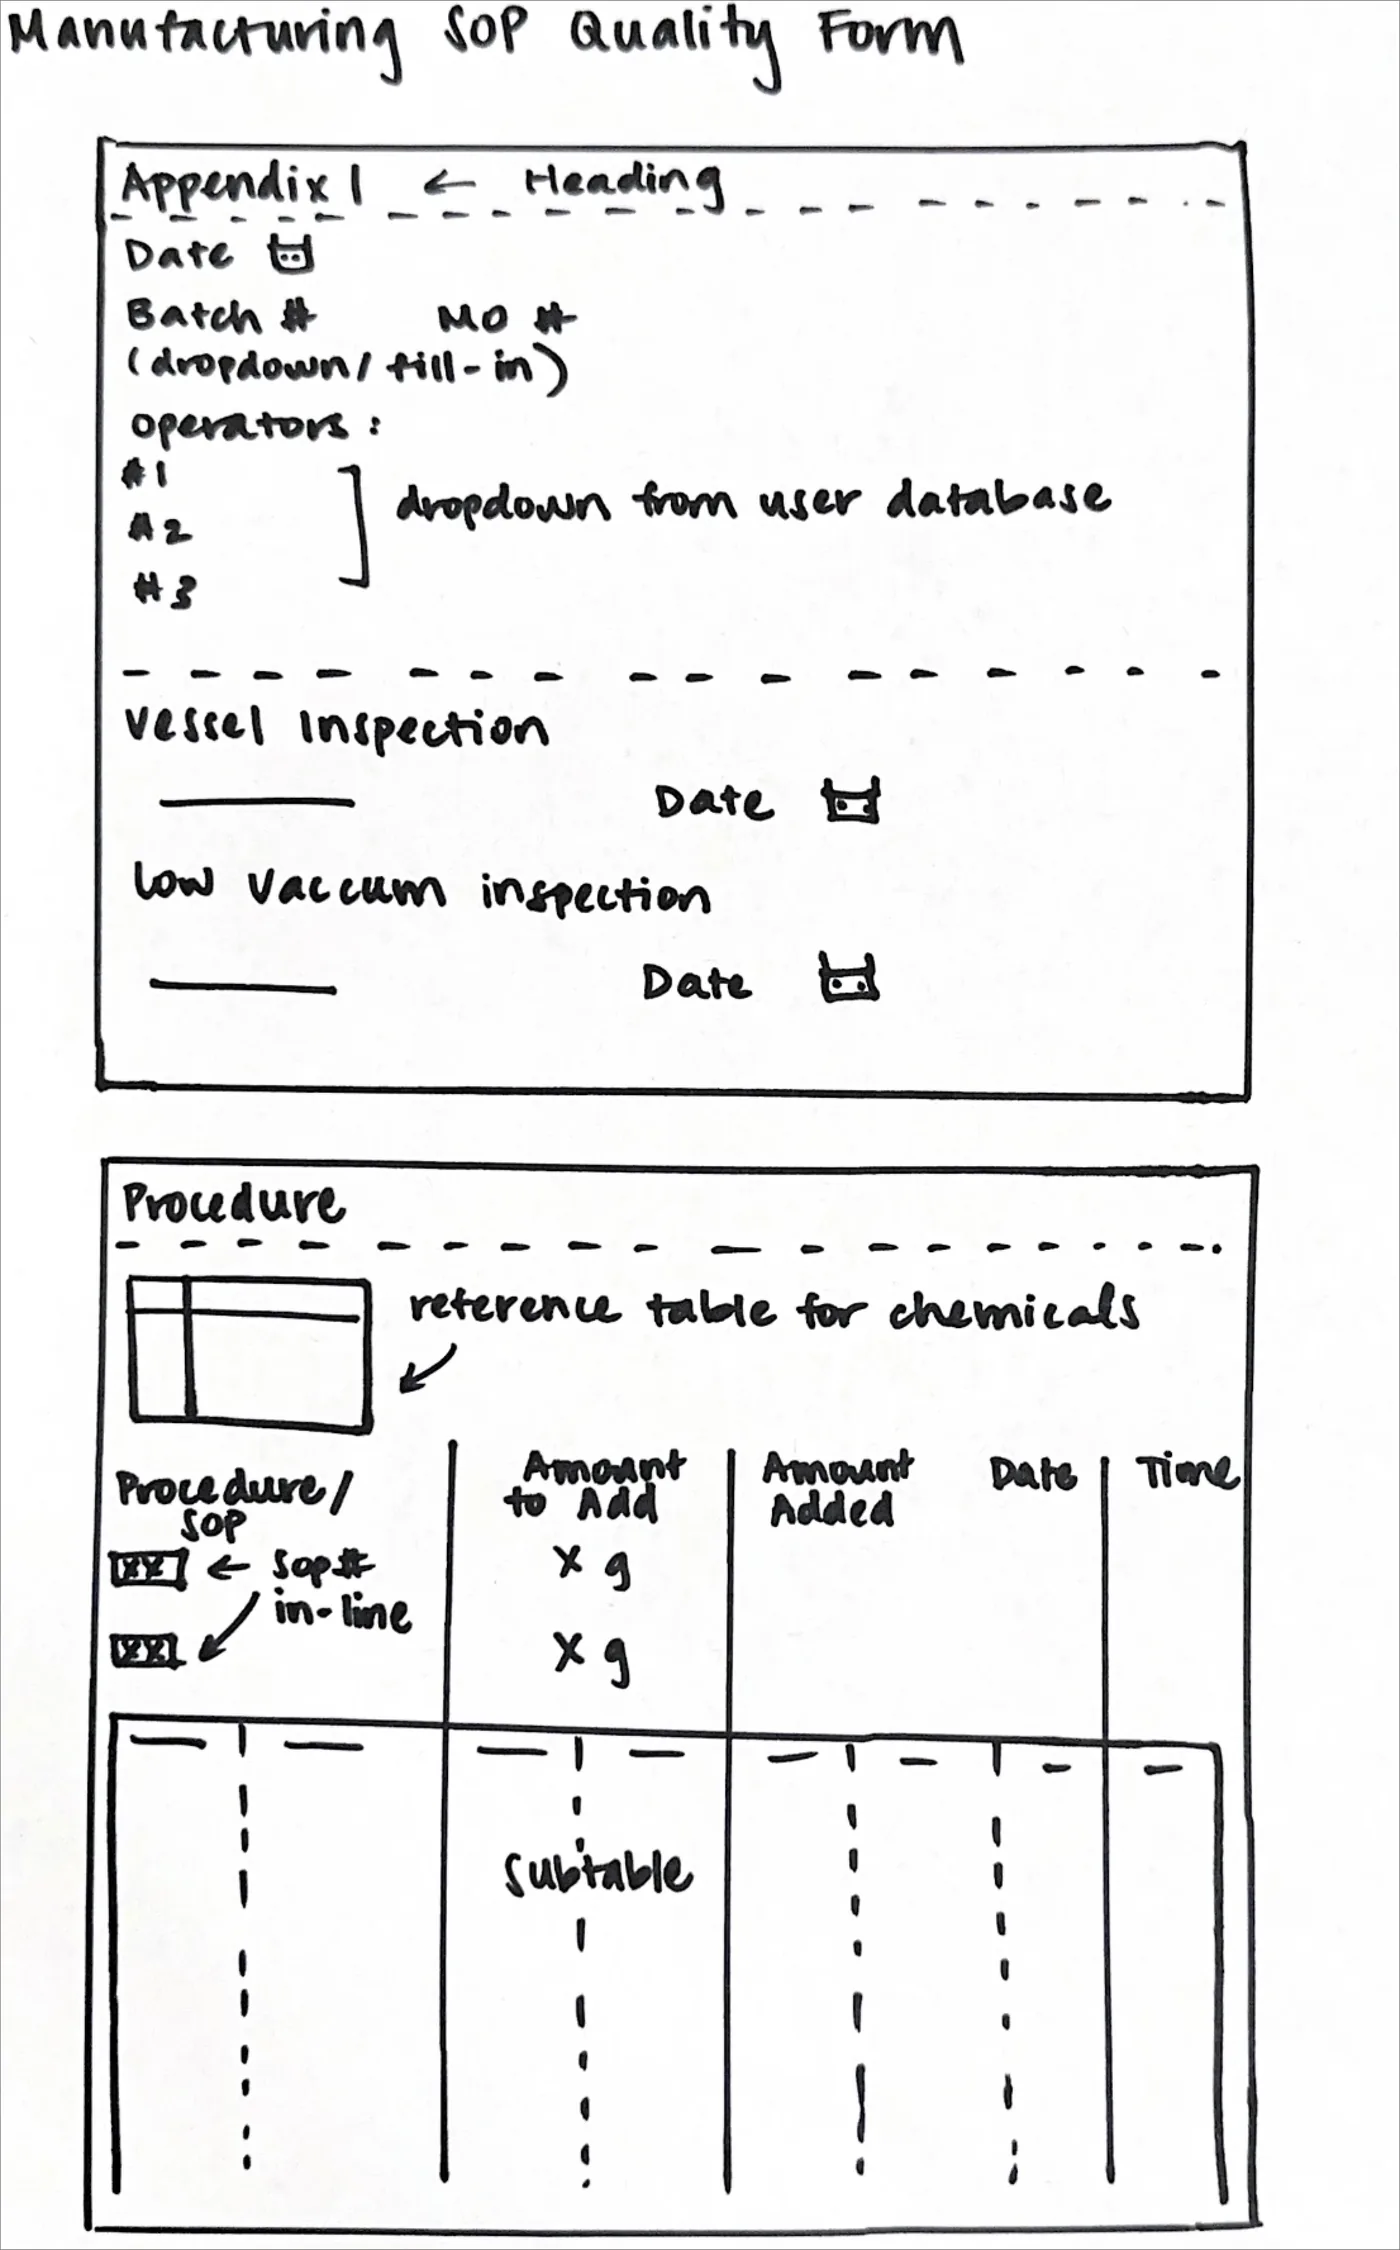 Manufacturing SOP Quality Form
Appendix 1 ← Heading
Date
Batch # MO #
(dropdown/fill-in)
operators:
#1
#2
#3
dropdown from user database
Vessel Inspection
Date
Low Vaccum inspection
Date
Procedure
reference table for chemicals
Procedure/
SOP
Amount
to Add
Amount
Added
Date
Time
XX ← Sop#
in-line
X g
XX
X g
Subtable